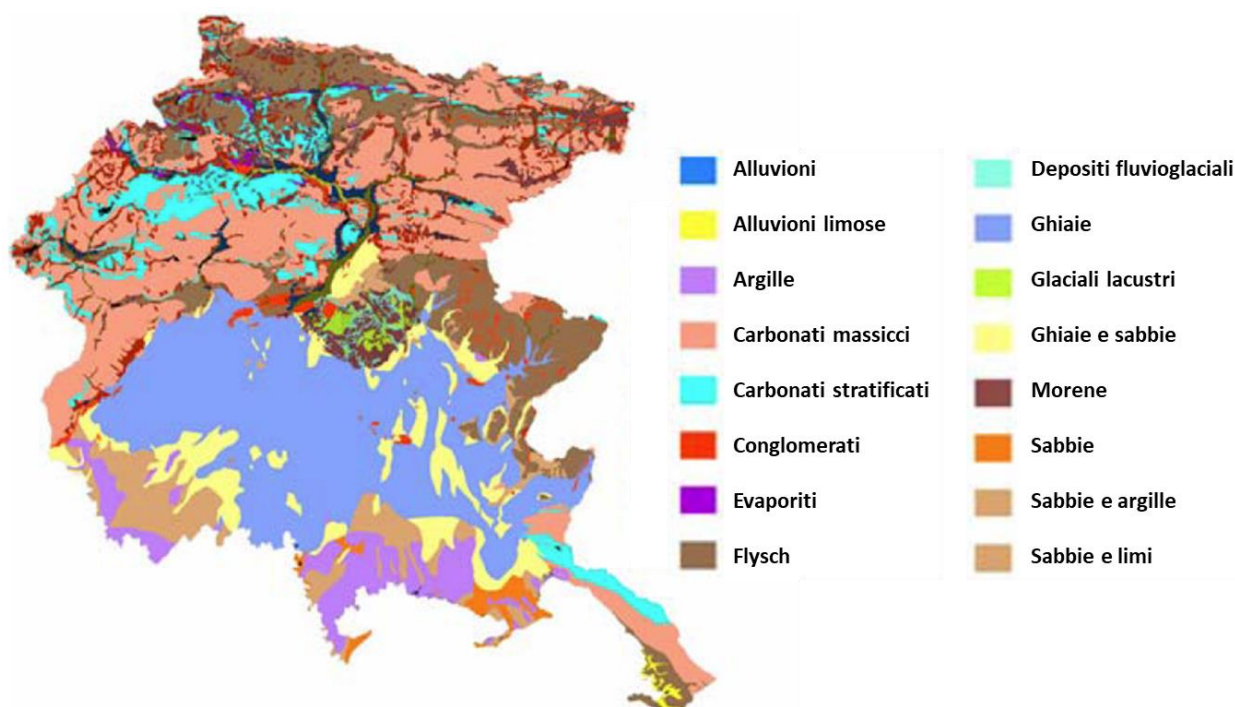 Alluvioni
Alluvioni limose
Argille
Carbonati massicci
Carbonati stratificati
Conglomerati
Evaporiti
Flysch
Depositi fluvioglaciali
Ghiaie
Glaciali lacustri
Ghiaie e sabbie
Morene
Sabbie
Sabbie e argille
Sabbie e limi